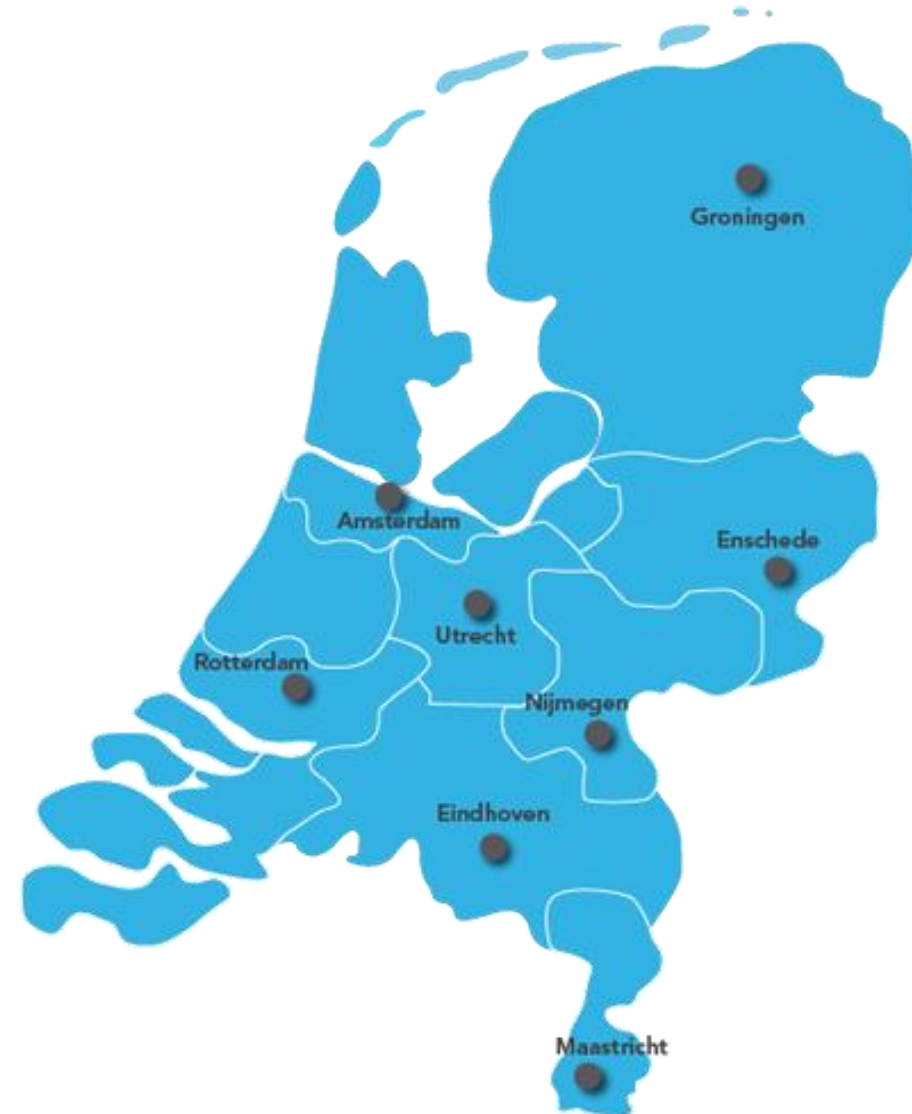 Groningen
Amsterdam
Enschede
Utrecht
Rotterdam
Nijmegen
Eindhoven
Maastricht